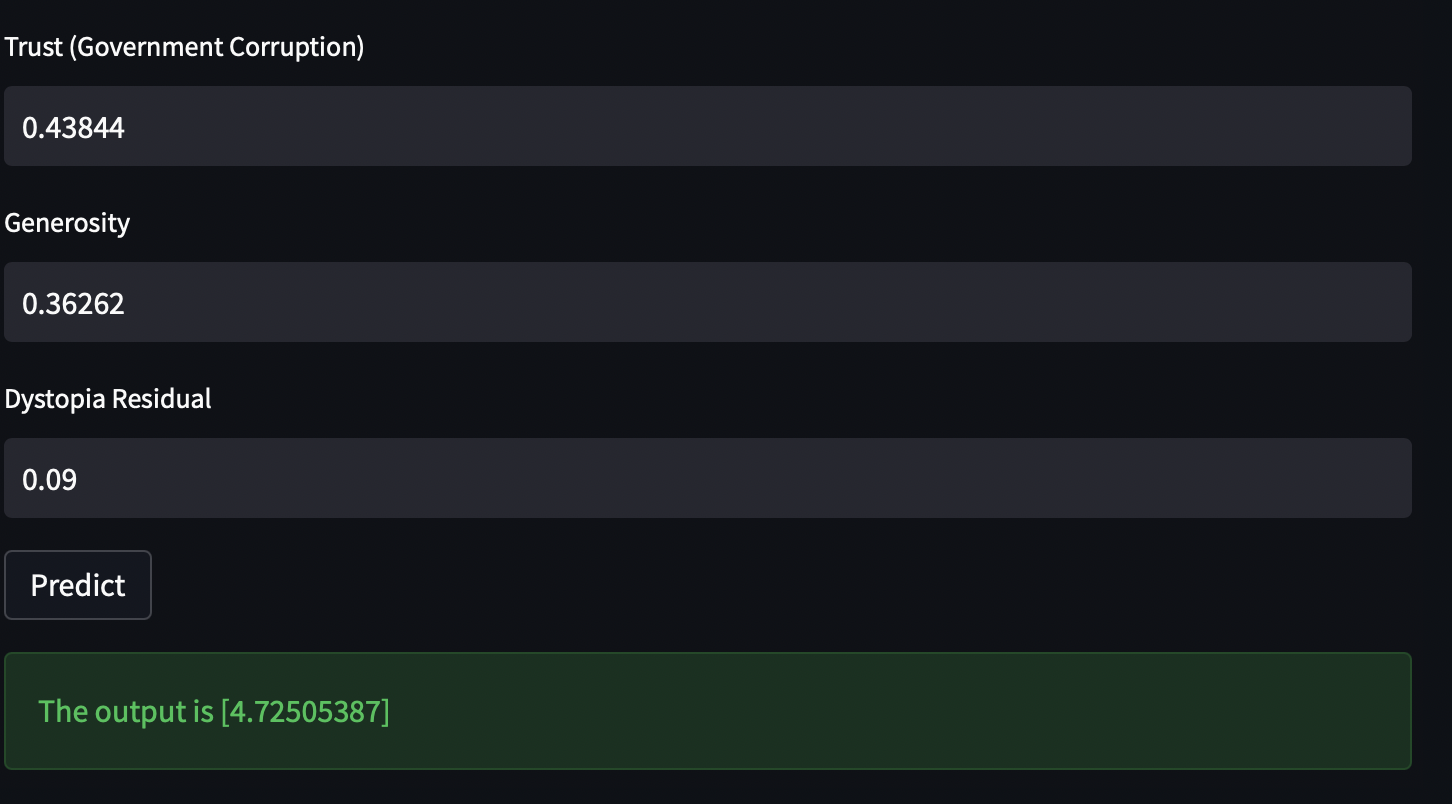 Trust (Government Corruption)
0.43844
Generosity
0.36262
Dystopia Residual
0.09
Predict
The output is [4.72505387]